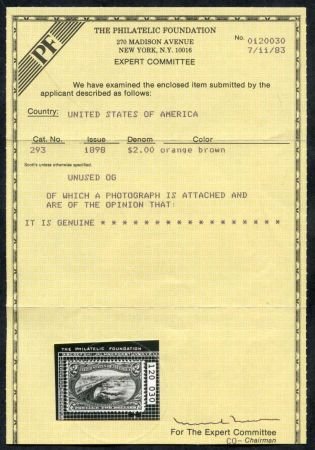 PF
THE PHILATELIC FOUNDATION
270 MADISON AVENUE
NEW YORK, N.Y. 10016
EXPERT COMMITTEE
No. 0120030
7/11/83
We have examined the enclosed item submitted by the
applicant described as follows:
Country: UNITED STATES OF AMERICA
Cat. No. Issue Denom Color
293 1898 $2.00 orange brown
Scott's unless otherwise specified.
UNUSED OG
OF WHICH A PHOTOGRAPH IS ATTACHED AND
ARE OF THE OPINION THAT:
IT IS GENUINE * * * * * * * * * * * * * * * * *
THE PHILATELIC FOUNDATION
120 030
For The Expert Committee
CO- Chairman